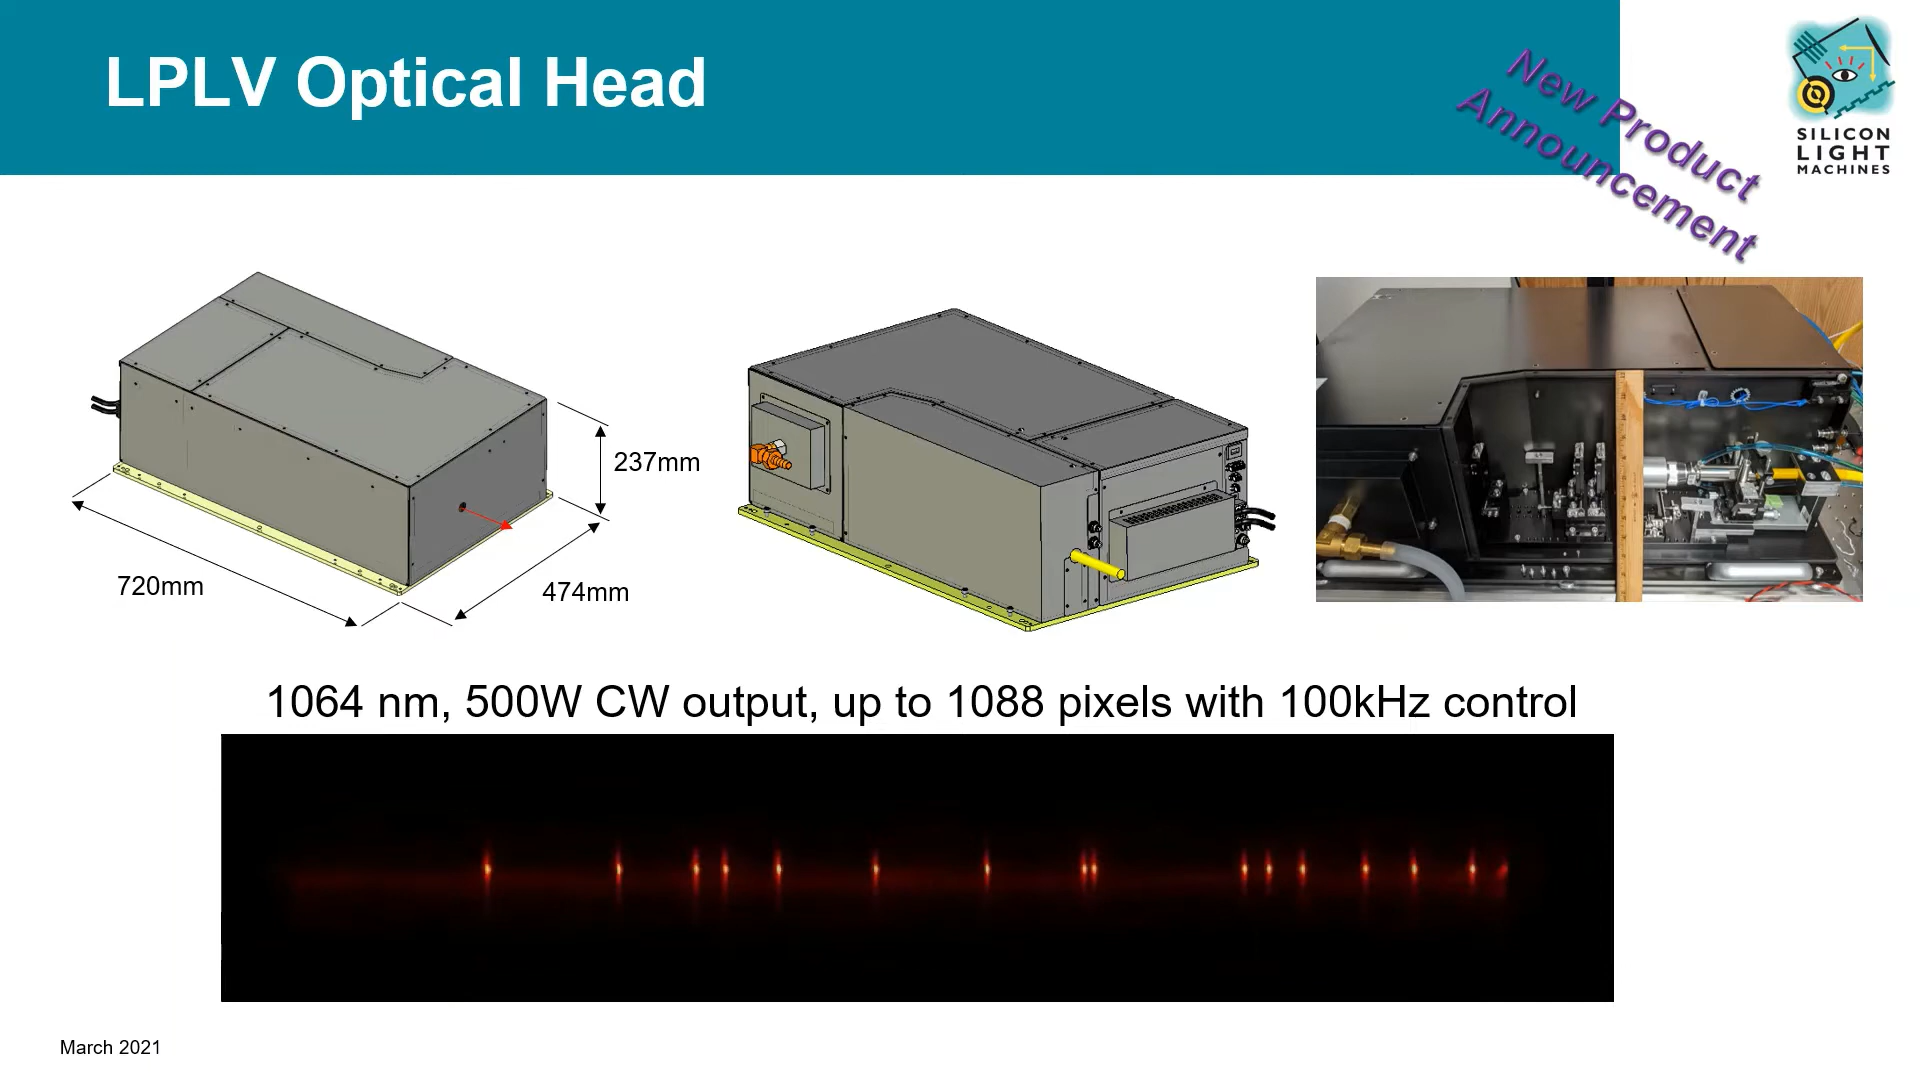 LPLV Optical Head
New Product
Announcement
SILICON
LIGHT
MACHINES
237mm
720mm
474mm
1064 nm, 500W CW output, up to 1088 pixels with 100kHz control
March 2021